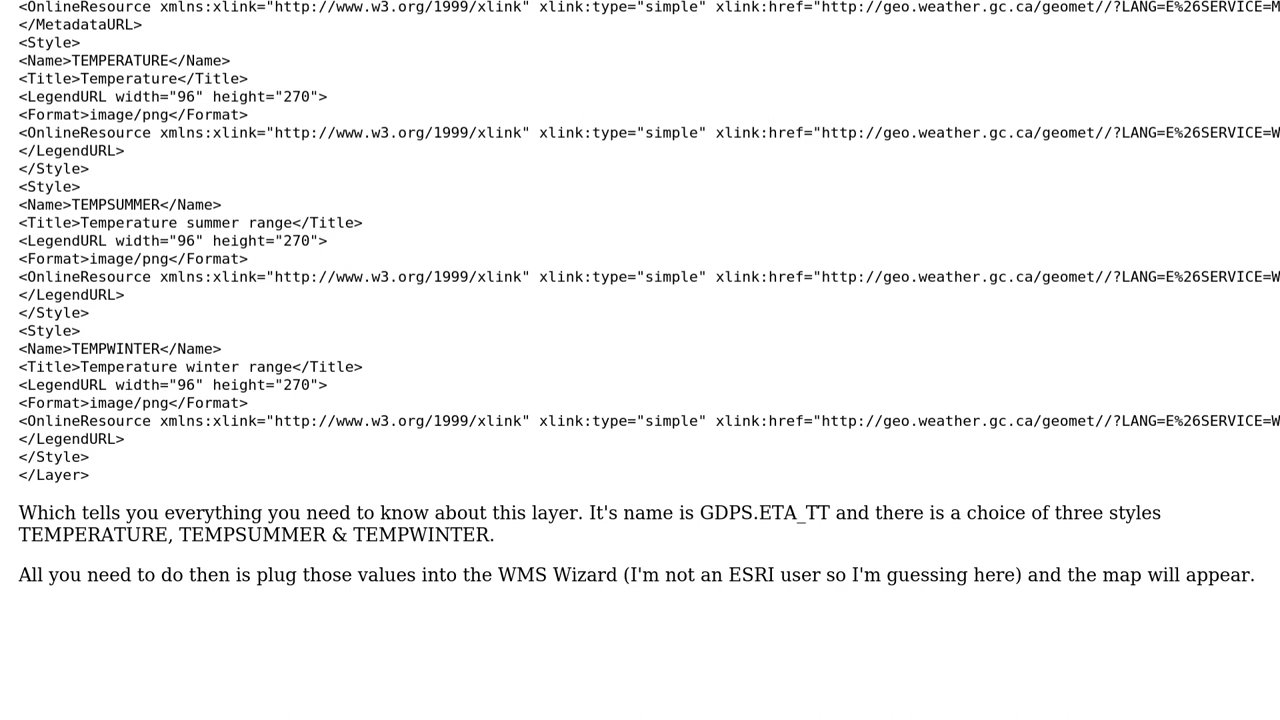 <OnlineResource xmlns:xlink="http://www.w3.org/1999/xlink" xlink:type="simple" xlink:href="http://geo.weather.gc.ca/geomet//?LANG=E%26SERVICE=M
</MetadataURL>
<Style>
<Name>TEMPERATURE</Name>
<Title>Temperature</Title>
<LegendURL width="96" height="270">
<Format>image/png</Format>
<OnlineResource xmlns:xlink="http://www.w3.org/1999/xlink" xlink:type="simple" xlink:href="http://geo.weather.gc.ca/geomet//?LANG=E%26SERVICE=W
</LegendURL>
</Style>
<Style>
<Name>TEMPSUMMER</Name>
<Title>Temperature summer range</Title>
<LegendURL width="96" height="270">
<Format>image/png</Format>
<OnlineResource xmlns:xlink="http://www.w3.org/1999/xlink" xlink:type="simple" xlink:href="http://geo.weather.gc.ca/geomet//?LANG=E%26SERVICE=W
</LegendURL>
</Style>
<Style>
<Name>TEMPWINTER</Name>
<Title>Temperature winter range</Title>
<LegendURL width="96" height="270">
<Format>image/png</Format>
<OnlineResource xmlns:xlink="http://www.w3.org/1999/xlink" xlink:type="simple" xlink:href="http://geo.weather.gc.ca/geomet//?LANG=E%26SERVICE=W
</LegendURL>
</Style>
</Layer>
Which tells you everything you need to know about this layer. It's name is GDPS.ETA_TT and there is a choice of three styles
TEMPERATURE, TEMPSUMMER & TEMPWINTER.
All you need to do then is plug those values into the WMS Wizard (I'm not an ESRI user so I'm guessing here) and the map will appear.